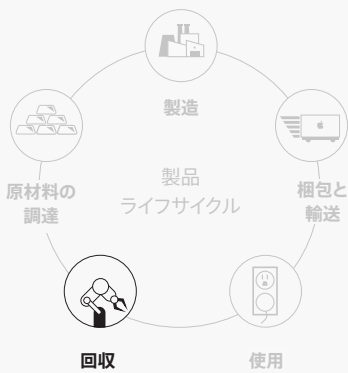 製造
原材料の
調達
製品
ライフサイクル
梱包と
輸送
回収
使用